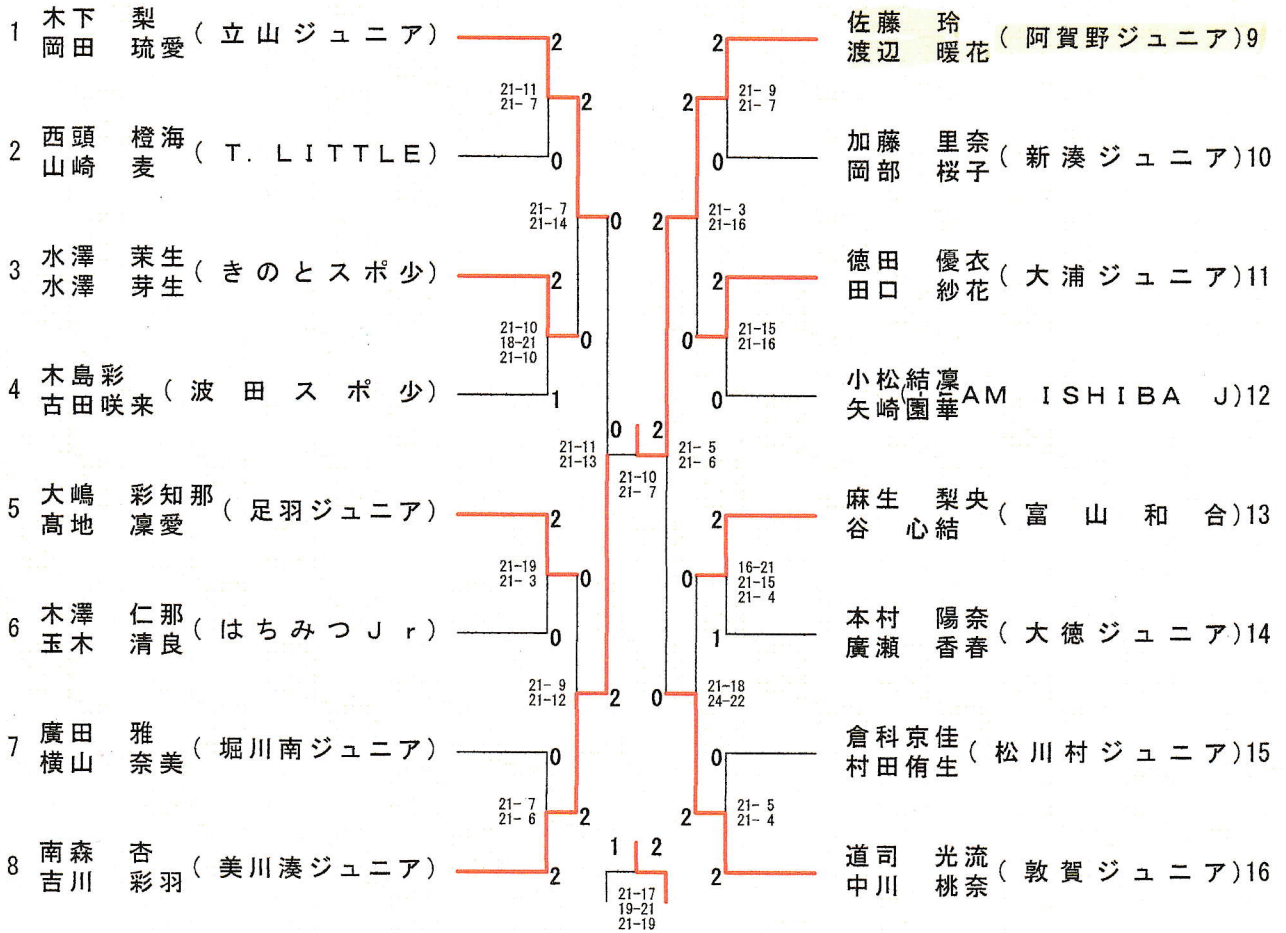 1 木下 梨
岡田 琉愛 ( 立山ジュニア )
2 西頭 橙海
山崎 麦 ( T. LITTLE )
3 水澤 茉生
水澤 芽生 ( きのとスポ少 )
4 木島彩
古田咲来 ( 波田スポ少 )
5 大嶋 彩知那
髙地 凜愛 ( 足羽ジュニア )
6 木澤 仁那
玉木 清良 ( はちみつJr )
7 廣田 雅
横山 奈美 ( 堀川南ジュニア )
8 南森 杏
吉川 彩羽 ( 美川湊ジュニア )
2
21-11
21- 7
0
2
21- 7
21-14
2
21-10
18-21
21-10
1
0
0
21-11
21-13
2
21-19
21- 3
0
0
21- 9
21-12
0
21- 7
21- 6
2
2
2
0 2
21-10
21- 7
1 2
21-17
19-21
21-19
2
21- 9
21- 7
0
2
21- 3
21-16
2
21-15
21-16
0
0
2
21- 5
21- 6
2
16-21
21-15
21- 4
1
0
21-18
24-22
0
21- 5
21- 4
2
2
0
佐藤 玲
渡辺 暖花 ( 阿賀野ジュニア ) 9
加藤 里奈
岡部 桜子 ( 新湊ジュニア ) 10
徳田 優衣
田口 紗花 ( 大浦ジュニア ) 11
小松結凜
矢崎園華 AM ISHIBA J ) 12
麻生 梨央
谷 心結 ( 富山和合 ) 13
本村 陽奈
廣瀬 香春 ( 大徳ジュニア ) 14
倉科京佳
村田侑生 ( 松川村ジュニア ) 15
道司 光流
中川 桃奈 ( 敦賀ジュニア ) 16